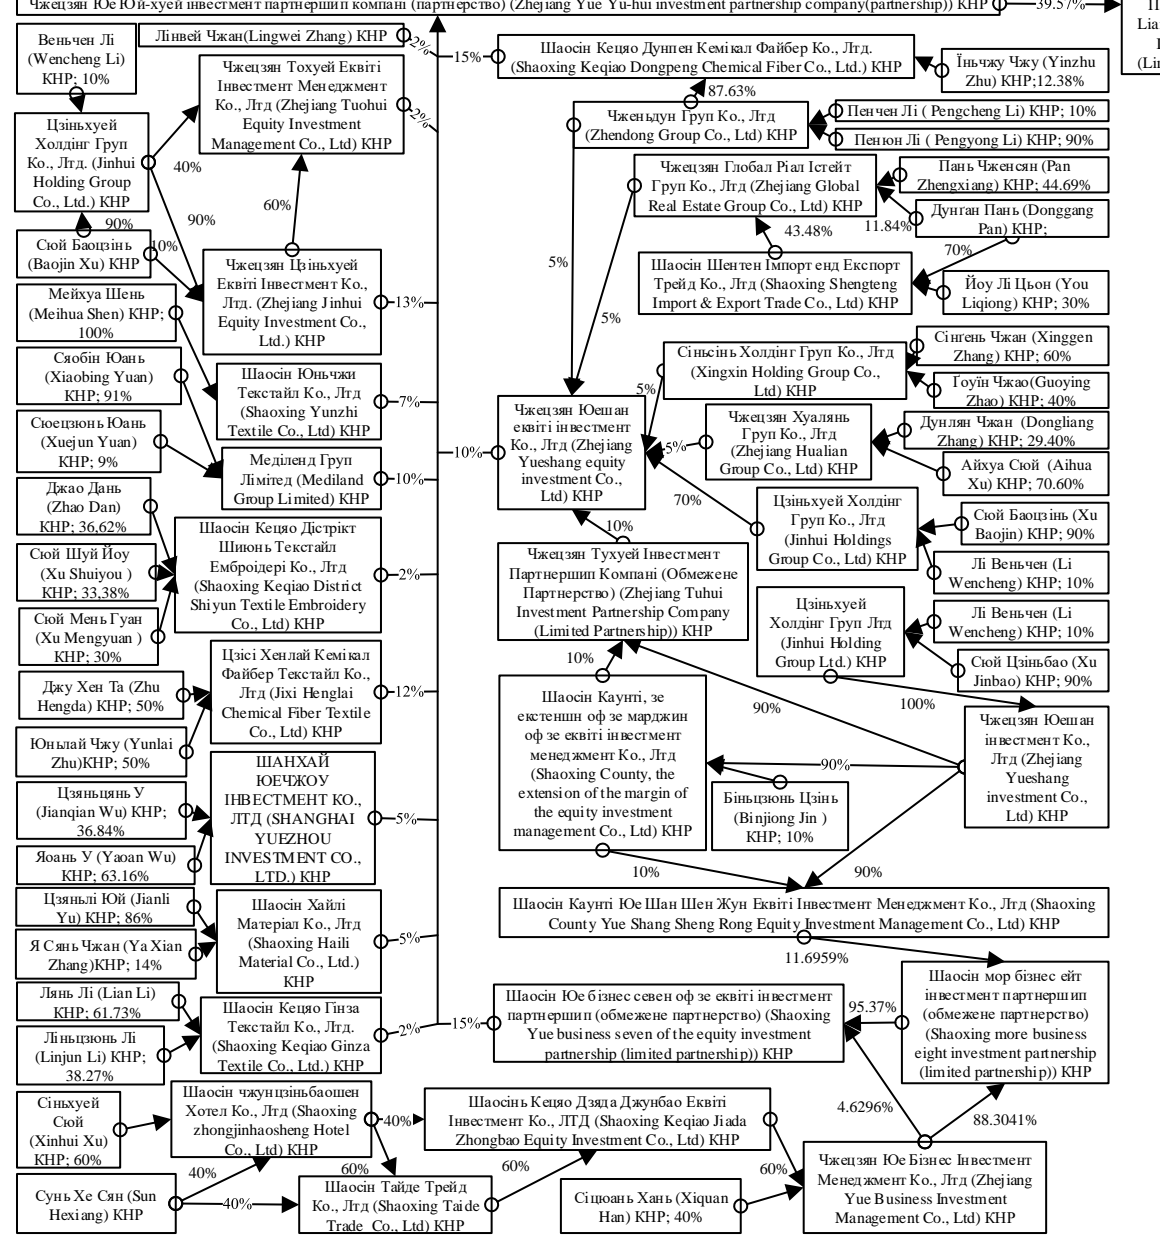 Чжецзян Юе Юй-хуей інвестмент партнершип компані (партнерство) (Zhejiang Yue Yu-hui investment partnership company(partnership)) КНР
39.57%
Lia
(Lin
Веньчен Лі
(Wencheng Li)
КНР; 10%
Лінвей Чжан(Lingwei Zhang) КНР
2%
15%
Шаосін Кецяо Дунпен Кемікал Файбер Ко., Лтд.
(Shaoxing Keqiao Dongpeng Chemical Fiber Co., Ltd.) КНР
Їньчжу Чжу (Yinzhu
Zhu) КНР;12.38%
Чжецзян Тохуей Еквіті
Інвестмент Менеджмент
Ко., Лтд (Zhejiang Tuohui
Equity Investment
Management Co., Ltd) КНР
2%
87.63%
Чженьдун Груп Ко., Лтд
(Zhendong Group Co., Ltd) КНР
Пенчен Лі ( Pengcheng Li) КНР; 10%
Пенюн Лі ( Pengyong Li) КНР; 90%
Цзіньхуей
Холдінг Груп
Ко., Лтд. (Jinhui
Holding Group
Co., Ltd.) КНР
40%
90%
60%
Чжецзян Глобал Ріал Істейт
Груп Ко., Лтд (Zhejiang Global
Real Estate Group Co., Ltd) КНР
Пань Чженсян (Pan
Zhengxiang) КНР; 44.69%
Дунган Пань (Donggang
Pan) КНР;
11.84%
43.48%
70%
90%
10%
Сюй Баоцзінь
(Baojin Xu) КНР
Чжецзян Цзіньхуей
Еквіті Інвестмент Ко.,
Лтд. (Zhejiang Jinhui
Equity Investment Co.,
Ltd.) КНР
13%
5%
5%
Шаосін Шентен Імпорт енд Експорт
Трейд Ко., Лтд (Shaoxing Shengteng
Import & Export Trade Co., Ltd) КНР
Йоу Лі Цьон (You
Liqiong) КНР; 30%
Мейхуа Шень
(Meihua Shen) КНР;
100%
Сяобін Юань
(Xiaobing Yuan)
КНР; 91%
Шаосін Юньчжи
Текстайл Ко., Лтд
(Shaoxing Yunzhi
Textile Co., Ltd) КНР
7%
Сіньсінь Холдінг Груп Ко., Лтд
(Xingxin Holding Group Co.,
Ltd) КНР
5%
Сінгень Чжан (Xinggen
Zhang) КНР; 60%
Ґоуїн Чжао(Guoying
Zhao) КНР; 40%
Сюецзюнь Юань
(Xuejun Yuan)
КНР; 9%
Меділенд Груп
Лімітед (Mediland
Group Limited) КНР
10%
10%
Чжецзян Юешан
еквіті інвестмент
Ко., Лтд (Zhejiang
Yueshang equity
investment Co.,
Ltd) КНР
5%
Чжецзян Хуалянь
Груп Ко., Лтд
(Zhejiang Hualian
Group Co., Ltd) КНР
Дунлян Чжан (Dongliang
Zhang) КНР; 29.40%
Айхуа Сюй (Aihua
Xu) КНР; 70.60%
Джао Дань
(Zhao Dan)
КНР; 36,62%
70%
Цзіньхуей Холдінг
Груп Ко., Лтд
(Jinhui Holdings
Group Co., Ltd) КНР
Сюй Баоцзінь (Xu
Baojin) КНР; 90%
Лі Веньчен (Li
Wencheng) КНР; 10%
Сюй Шуй Йоу
(Xu Shuiyou )
КНР; 33,38%
Шаосін Кецяо Дістрікт
Шиюнь Текстайл
Емброідері Ко., Лтд
(Shaoxing Keqiao District
Shiyun Textile Embroidery
Co., Ltd) КНР
2%
10%
Чжецзян Тухуей Інвестмент
Партнершип Компані (Обмежене
Партнерство) (Zhejiang Tuhui
Investment Partnership Company
(Limited Partnership)) КНР
Цзіньхуей
Холдінг Груп Лтд
(Jinhui Holding
Group Ltd.) КНР
Лі Веньчен (Li
Wencheng) КНР; 10%
Сюй Цзіньбао (Xu
Jinbao) КНР; 90%
Сюй Мень Гуан
(Xu Mengyuan )
КНР; 30%
Джу Хен Та (Zhu
Hengda) КНР; 50%
Юньлай Чжу (Yunlai
Zhu)КНР; 50%
Цзісі Хенлай Кемікал
Файбер Текстайл Ко.,
Лтд (Jixi Henglai
Chemical Fiber Textile
Co., Ltd) КНР
12%
10%
90%
100%
Шаосін Каунті, зе
екстеншн оф зе марджин
оф зе еквіті інвестмент
менеджмент Ко., Лтд
(Shaoxing County, the
extension of the margin of
the equity investment
management Co., Ltd) КНР
90%
Чжецзян Юешан
інвестмент Ко.,
Лтд (Zhejiang
Yueshang
investment Co.,
Ltd) КНР
Біньцзюнь Цзінь
(Binjiong Jin )
КНР; 10%
Цзяньцянь У
(Jianqian Wu) КНР;
36.84%
Яоань У (Yaoan Wu)
КНР; 63.16%
ШАНХАЙ
ЮЕЧЖОУ
ІНВЕСТМЕНТ КО.,
ЛТД (SHANGHAI
YUEZHOU
INVESTMENT CO.,
LTD.) КНР
5%
10%
90%
Цзяньлі Юй (Jianli
Yu) КНР; 86%
Я Сянь Чжан (Ya Xian
Zhang)КНР; 14%
Шаосін Хайлі
Матеріал Ко., Лтд
(Shaoxing Haili
Material Co., Ltd.)
КНР
5%
Шаосін Каунті Юе Шан Шен Жун Еквіті Інвестмент Менеджмент Ко., Лтд (Shaoxing
County Yue Shang Sheng Rong Equity Investment Management Co., Ltd) КНР
11.6959%
Лянь Лі (Lian Li)
КНР; 61.73%
Ліньцзюнь Лі
(Linjun Li) КНР;
38.27%
Шаосін Кецяо Гінза
Текстайл Ко., Лтд.
(Shaoxing Keqiao Ginza
Textile Co., Ltd.) КНР
2%
15%
Шаосін Юе бізнес севен оф зе еквіті інвестмент
партнершип (обмежене партнерство) (Shaoxing
Yue business seven of the equity investment
partnership (limited partnership)) КНР
95.37%
Шаосін мор бізнес ейт
інвестмент партнершип
(обмежене партнерство)
(Shaoxing more business
eight investment partnership
(limited partnership)) КНР
4.6296%
88.3041%
Сіньхуей
Сюй
(Xinhui Xu)
КНР; 60%
Шаосін чжунцзіньбаошен
Хотел Ко., Лтд (Shaoxing
zhongjinhaosheng Hotel
Co., Ltd) КНР
40%
Шаосінь Кецяо Дзяда Джунбао Еквіті
Інвестмент Ко., ЛТД (Shaoxing Keqiao Jiada
Zhongbao Equity Investment Co., Ltd) КНР
60%
40%
60%
60%
Сунь Хе Сян (Sun
Hexiang) КНР
40%
Шаосін Тайде Трейд
Ко., Лтд (Shaoxing Taide
Trade Co., Ltd) КНР
Сіцюань Хань (Xiquan
Han) КНР; 40%
Чжецзян Юе Бізнес Інвестмент
Менеджмент Ко., Лтд (Zhejiang
Yue Business Investment
Management Co., Ltd) КНР